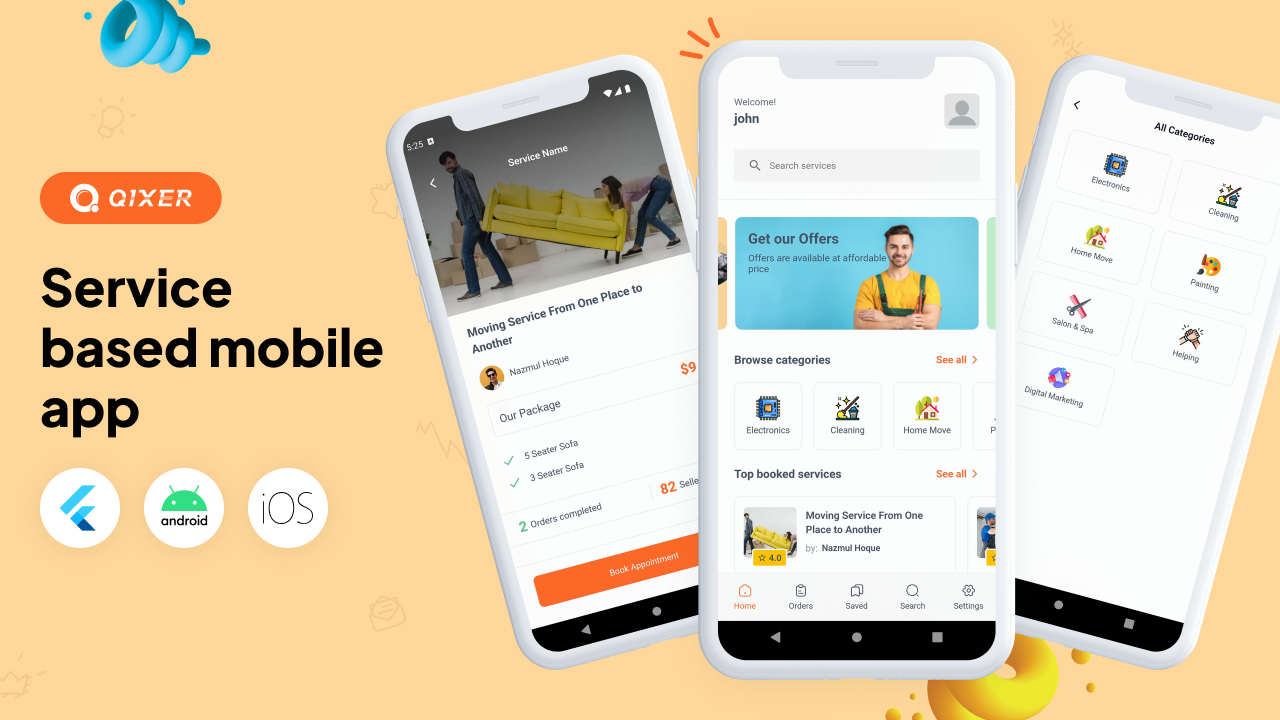 QIXER
Service
based mobile
app
android
iOS
5:25
Service Name
Moving Service From One Place to
Another
Nazmul Hoque
$9
Our Package
5 Seater Sofa
3 Seater Sofa
2 Orders completed
82 Selle
Book Appointment
Welcome!
john
Search services
Get our Offers
Offers are available at affordable
price
Browse categories
See all
Electronics
Cleaning
Home Move
P
Top booked services
See all
Moving Service From One
Place to Another
by: Nazmul Hoque
4.0
Home
Orders
Saved
Search
Settings
All Categories
Electronics
Cleaning
Home Move
Painting
Salon & Spa
Helping
Digital Marketing